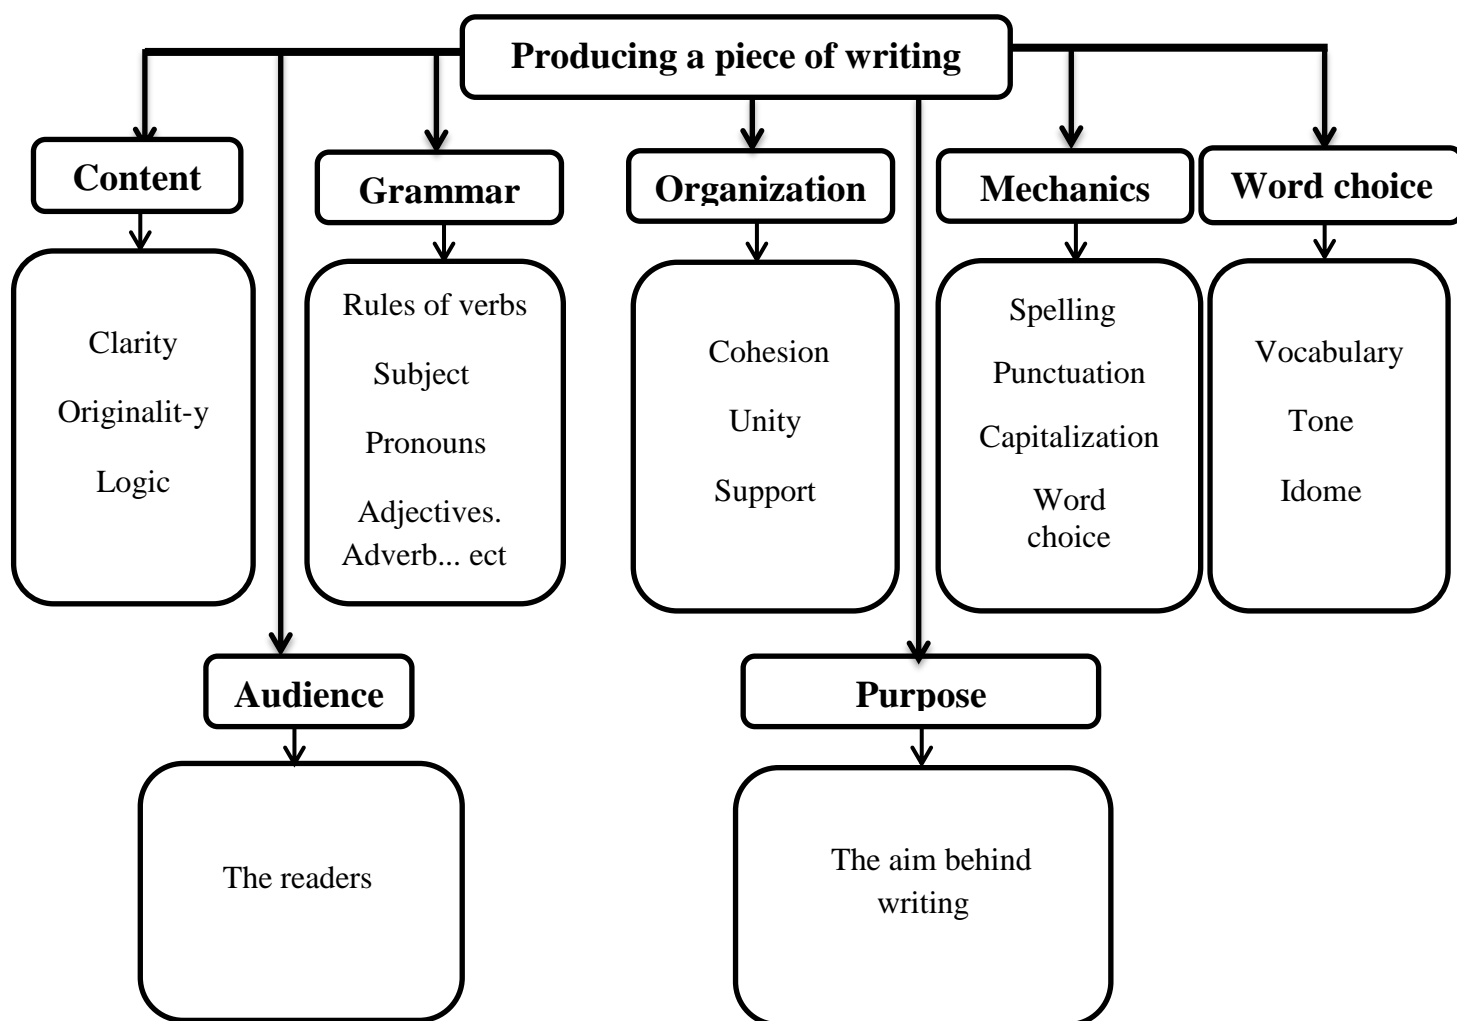 Producing a piece of writing
Content
Grammar
Organization
Mechanics
Word choice
Clarity
Originalit-y
Logic
Rules of verbs
Subject
Pronouns
Adjectives.
Adverb... ect
Cohesion
Unity
Support
Spelling
Punctuation
Capitalization
Word
choice
Vocabulary
Tone
Idome
Audience
Purpose
The readers
The aim behind
writing